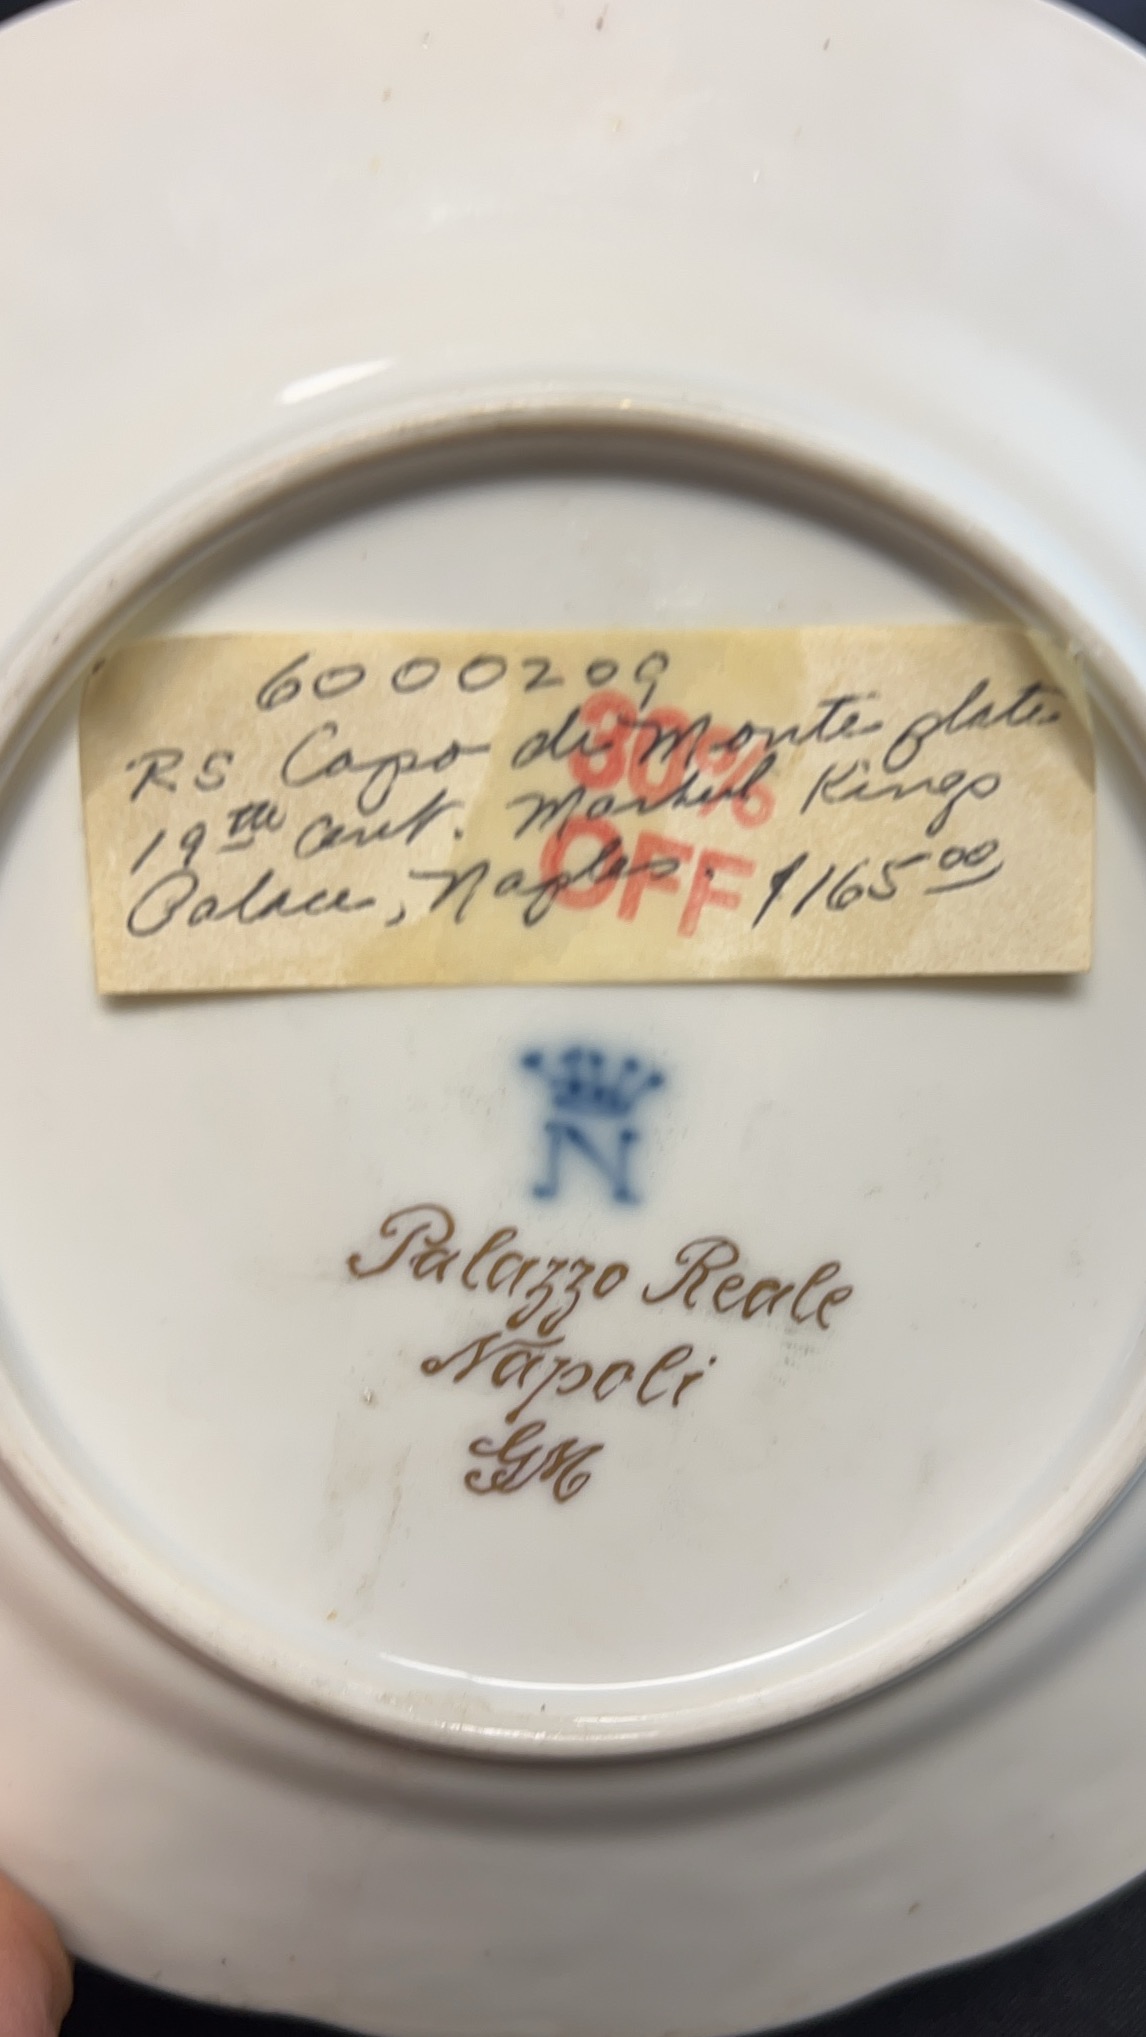 6000209
RS Capo di Monte plate
30%
19th Cent. Marked Kings
OFF
Palace, Naples. $165.00
N
Palazzo Reale
Napoli
GM